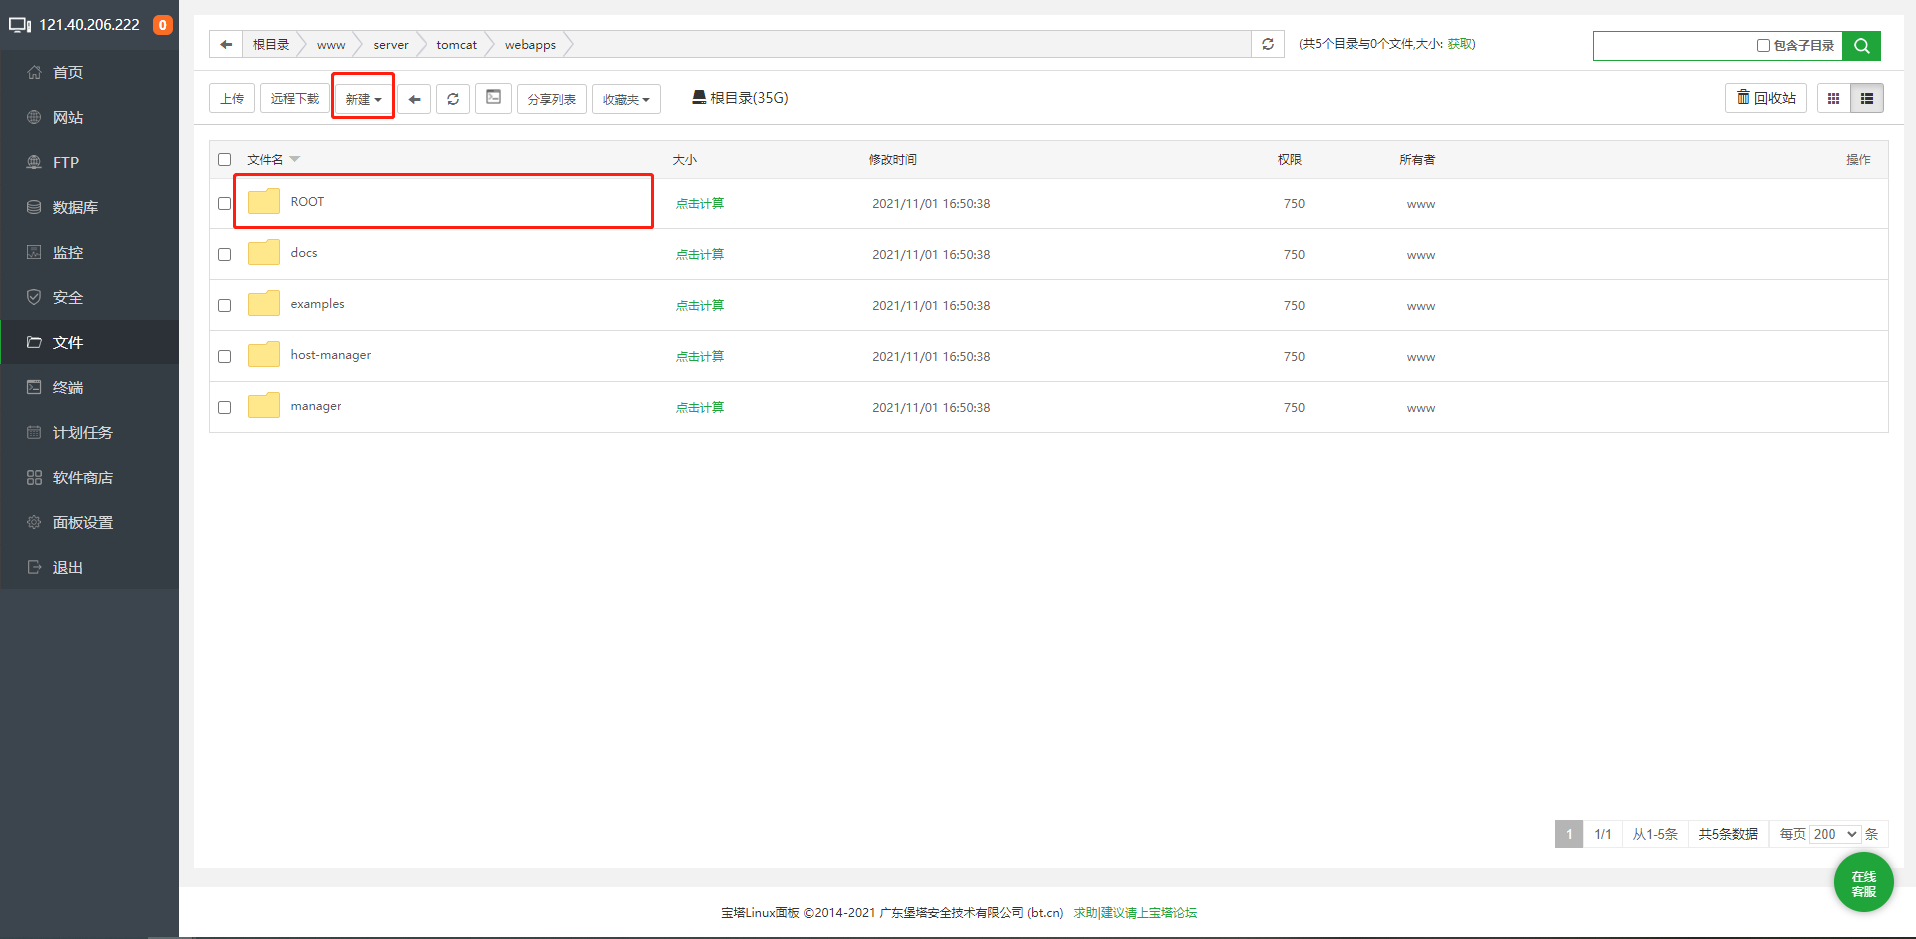 121.40.206.222 0
首页
网站
FTP
数据库
监控
安全
文件
终端
计划任务
软件商店
面板设置
退出
根目录 www server tomcat webapps (共5个目录与0个文件,大小: 获取) 包含子目录
上传 远程下载 新建 分享列表 收藏夹 根目录(35G) 回收站
文件名 大小 修改时间 权限 所有者 操作
ROOT 点击计算 2021/11/01 16:50:38 750 www
docs 点击计算 2021/11/01 16:50:38 750 www
examples 点击计算 2021/11/01 16:50:38 750 www
host-manager 点击计算 2021/11/01 16:50:38 750 www
manager 点击计算 2021/11/01 16:50:38 750 www
1 1/1 从1-5条 共5条数据 每页 200 条
在线
客服
宝塔Linux面板 ©2014-2021 广东堡塔安全技术有限公司 (bt.cn) 求助|建议请上宝塔论坛